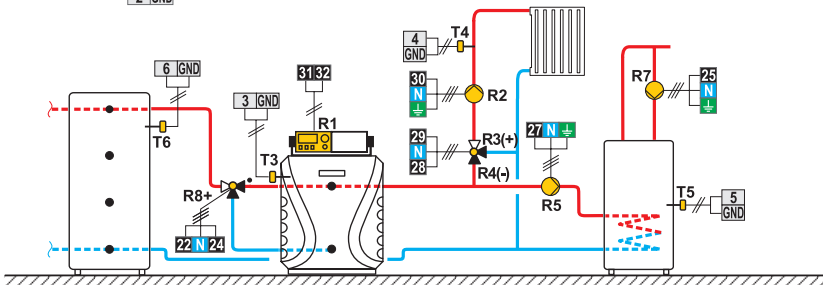 2 GND
4 T4
GND
6 GND
31 32
30
N
R2
R7
25
N
3 GND
R1
29
N
28
R3(+)
R4(-)
27 N
T6
T3
R8+
R5
T5
5
GND
22 N 24